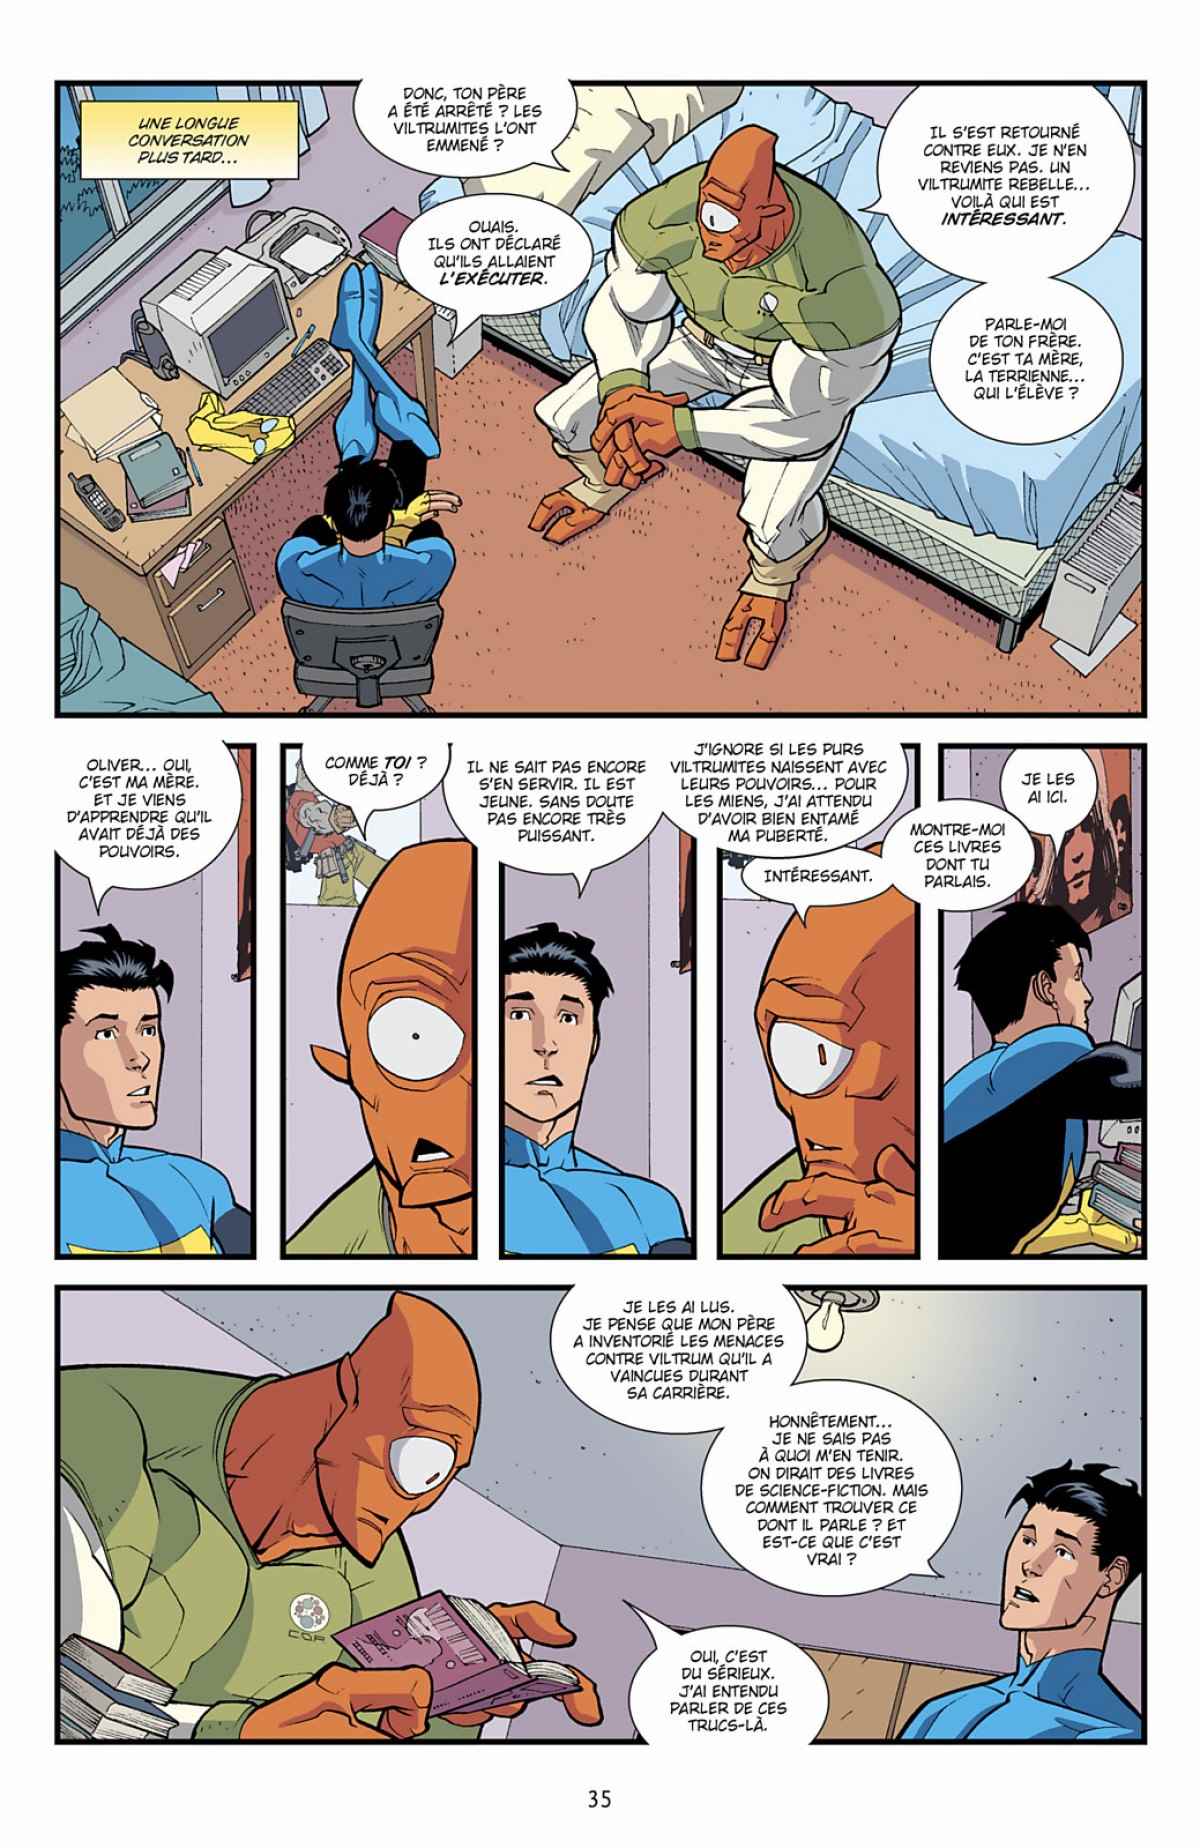 UNE LONGUE
CONVERSATION
PLUS TARD...
DONC, TON PÈRE
A ÉTÉ ARRÊTÉ ? LES
VILTRUMITES L'ONT
EMMENÉ ?
OUAIS.
ILS ONT DÉCLARÉ
QU'ILS ALLAIENT
L'EXÉCUTER.
IL S'EST RETOURNÉ
CONTRE EUX. JE N'EN
REVIENS PAS. UN
VILTRUMITE REBELLE...
VOILÀ QUI EST
INTÉRESSANT.
PARLE-MOI
DE TON FRÈRE.
C'EST TA MÈRE,
LA TERRIENNE...
QUI L'ÉLÈVE ?
OLIVER... OUI,
C'EST MA MÈRE.
ET JE VIENS
D'APPRENDRE QU'IL
AVAIT DÉJÀ DES
POUVOIRS.
COMME TOI ?
DÉJÀ ?
IL NE SAIT PAS ENCORE
S'EN SERVIR. IL EST
JEUNE. SANS DOUTE
PAS ENCORE TRÈS
PUISSANT.
J'IGNORE SI LES PURS
VILTRUMITES NAISSENT AVEC
LEURS POUVOIRS... POUR
LES MIENS, J'AI ATTENDU
D'AVOIR BIEN ENTAMÉ
MA PUBERTÉ.
INTÉRESSANT.
MONTRE-MOI
CES LIVRES
DONT TU
PARLAIS.
JE LES
AI ICI.
JE LES AI LUS.
JE PENSE QUE MON PÈRE
A INVENTORIÉ LES MENACES
CONTRE VILTRUM QU'IL A
VAINCUES DURANT
SA CARRIÈRE.
HONNÊTEMENT...
JE NE SAIS PAS
À QUOI M'EN TENIR.
ON DIRAIT DES LIVRES
DE SCIENCE-FICTION. MAIS
COMMENT TROUVER CE
DONT IL PARLE ? ET
EST-CE QUE C'EST
VRAI ?
COP
OUI, C'EST
DU SÉRIEUX.
J'AI ENTENDU
PARLER DE CES
TRUCS-LÀ.
35